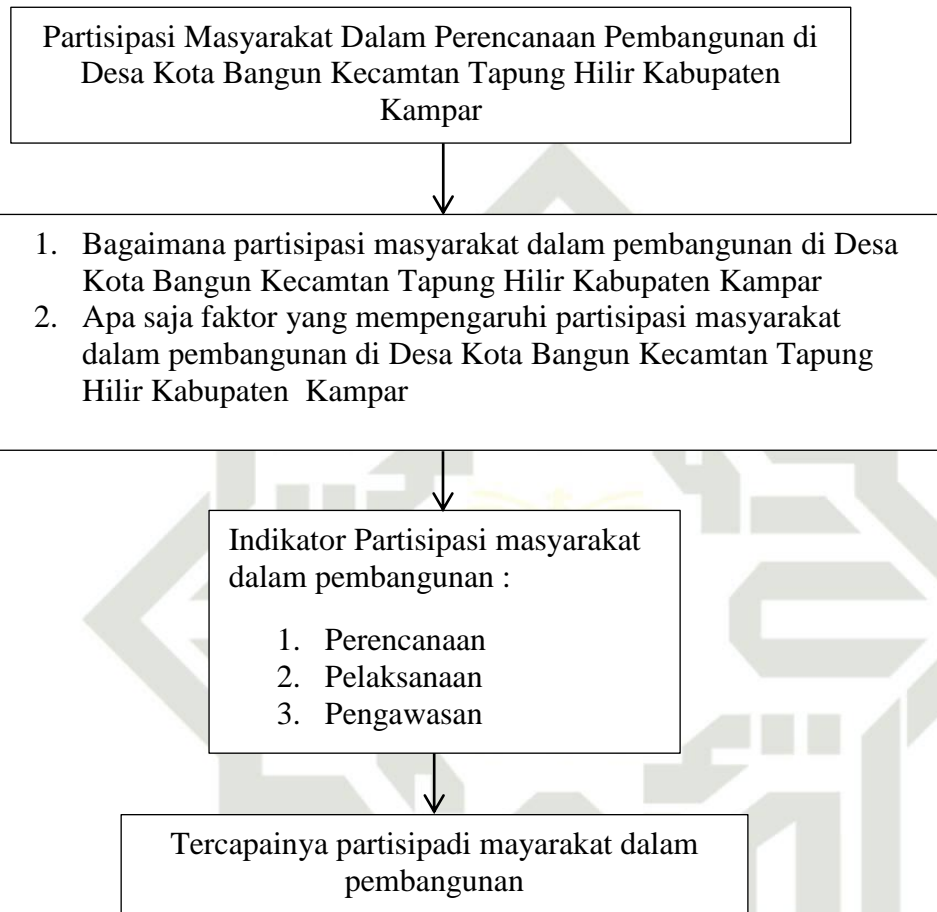 Partisipasi Masyarakat Dalam Perencanaan Pembangunan di
Desa Kota Bangun Kecamtan Tapung Hilir Kabupaten
Kampar
1. Bagaimana partisipasi masyarakat dalam pembangunan di Desa
Kota Bangun Kecamtan Tapung Hilir Kabupaten Kampar
2. Apa saja faktor yang mempengaruhi partisipasi masyarakat
dalam pembangunan di Desa Kota Bangun Kecamtan Tapung
Hilir Kabupaten Kampar
Indikator Partisipasi masyarakat
dalam pembangunan :
1. Perencanaan
2. Pelaksanaan
3. Pengawasan
Tercapainya partisipadi mayarakat dalam
pembangunan